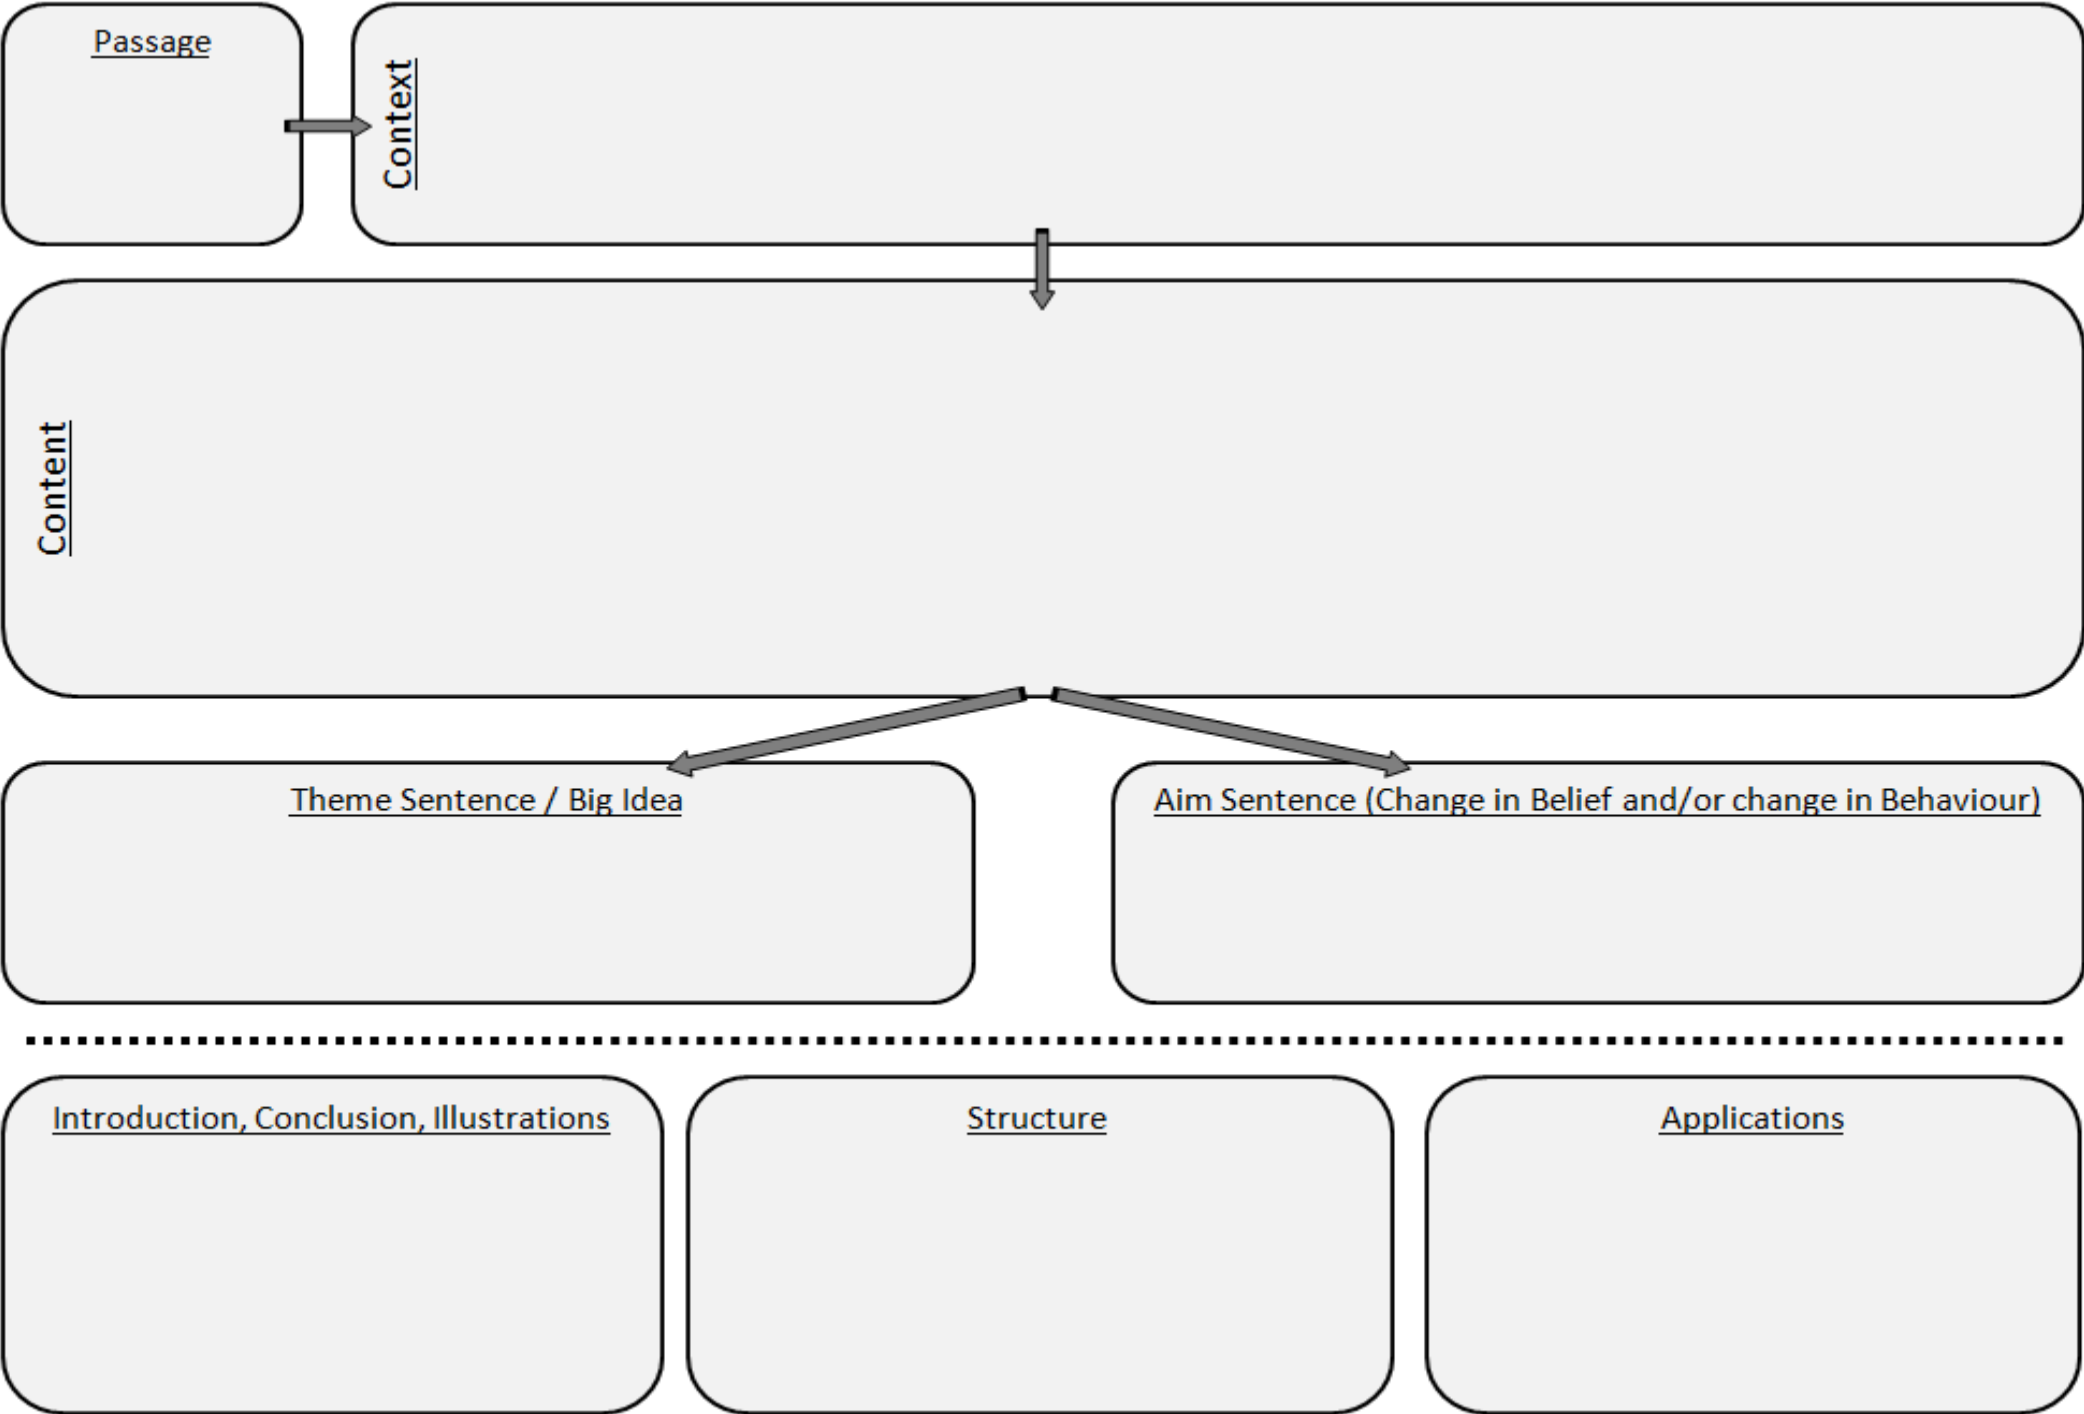 Passage
Context
Content
Theme Sentence / Big Idea
Aim Sentence (Change in Belief and/or change in Behaviour)
Introduction, Conclusion, Illustrations
Structure
Applications